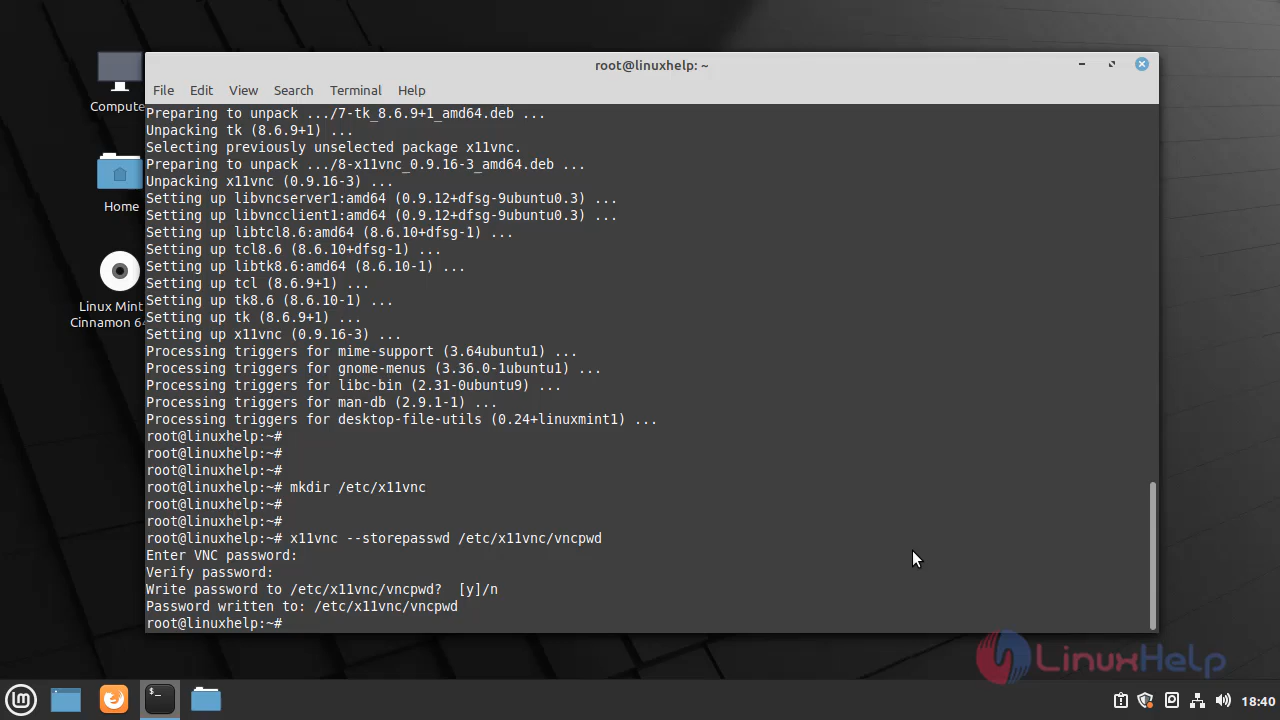 root@linuxhelp: ~
File Edit View Search Terminal Help
Compute
Home
Linux Mint
Cinnamon 64
Preparing to unpack .../7-tk_8.6.9+1_amd64.deb ...
Unpacking tk (8.6.9+1) ...
Selecting previously unselected package x11vnc.
Preparing to unpack .../8-x11vnc_0.9.16-3_amd64.deb ...
Unpacking x11vnc (0.9.16-3) ...
Setting up libvncserver1:amd64 (0.9.12+dfsg-9ubuntu0.3) ...
Setting up libvncclient1:amd64 (0.9.12+dfsg-9ubuntu0.3) ...
Setting up libtcl8.6:amd64 (8.6.10+dfsg-1) ...
Setting up tcl8.6 (8.6.10+dfsg-1) ...
Setting up libtk8.6:amd64 (8.6.10-1) ...
Setting up tcl (8.6.9+1) ...
Setting up tk8.6 (8.6.10-1) ...
Setting up tk (8.6.9+1) ...
Setting up x11vnc (0.9.16-3) ...
Processing triggers for mime-support (3.64ubuntu1) ...
Processing triggers for gnome-menus (3.36.0-1ubuntu1) ...
Processing triggers for libc-bin (2.31-0ubuntu9) ...
Processing triggers for man-db (2.9.1-1) ...
Processing triggers for desktop-file-utils (0.24+linuxmint1) ...
root@linuxhelp:~#
root@linuxhelp:~#
root@linuxhelp:~#
root@linuxhelp:~# mkdir /etc/x11vnc
root@linuxhelp:~#
root@linuxhelp:~#
root@linuxhelp:~# x11vnc --storepasswd /etc/x11vnc/vncpwd
Enter VNC password:
Verify password:
Write password to /etc/x11vnc/vncpwd?  [y]/n
Password written to: /etc/x11vnc/vncpwd
root@linuxhelp:~#
LinuxHelp
18:40